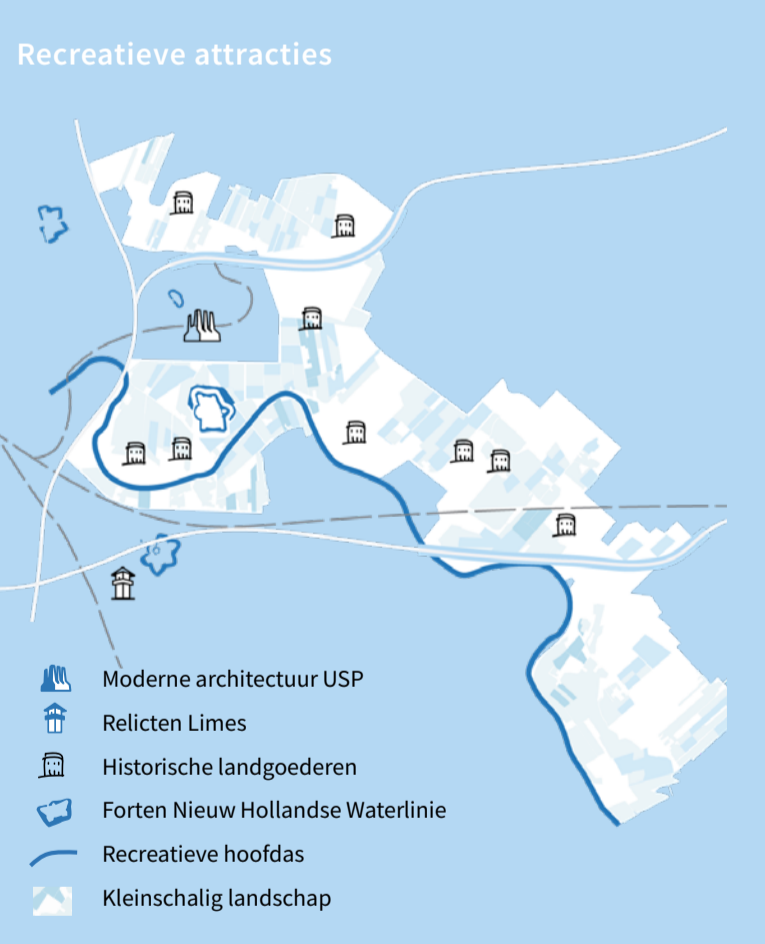 Recreatieve attracties
Moderne architectuur USP
Relicten Limes
Historische landgoederen
Forten Nieuw Hollandse Waterlinie
Recreatieve hoofdas
Kleinschalig landschap